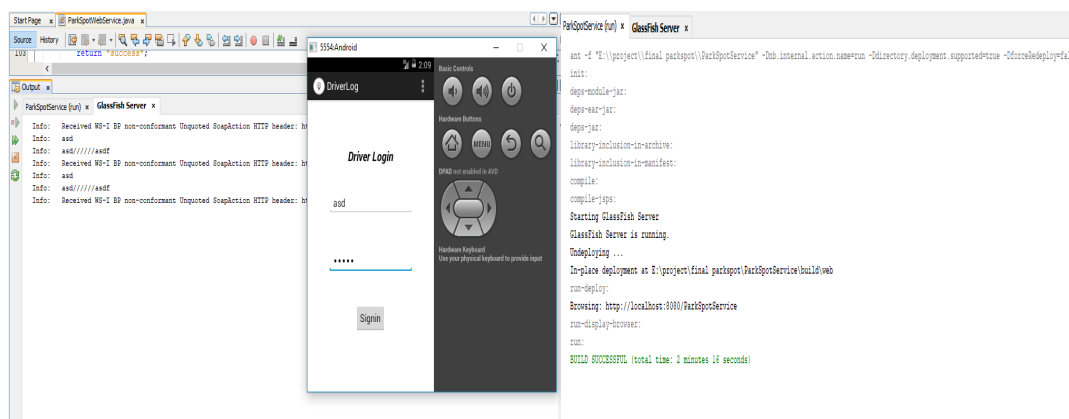 Start Page x ParkSpotWebService.java x
Source History
103 return "success";
Output x
ParkSpotService (run) x GlassFish Server x
Info: Received WS-I BP non-conformant Unquoted SoapAction HTTP header:
Info: asd
Info: asd//////asdf
Info: Received WS-I BP non-conformant Unquoted SoapAction HTTP header:
Info: asd
Info: asd//////asdf
Info: Received WS-I BP non-conformant Unquoted SoapAction HTTP header:
5554:Android X
2:09
DriverLog
Driver Login
asd
•••••
Signin
Basic Controls
Hardware Buttons
MENU
DPAD not enabled in AVD
Hardware Keyboard
Use your physical keyboard to provide input
ParkSpotService (run) x GlassFish Server x
ant -f "E:\\project\\final parkspot\\ParkSpotService" -Dnb.internal.action.name=run -Ddirectory.deployment.supported=true -DforceRedeploy=fal
init:
deps-module-jar:
deps-ear-jar:
deps-jar:
library-inclusion-in-archive:
library-inclusion-in-manifest:
compile:
compile-jsps:
Starting GlassFish Server
GlassFish Server is running.
Undeploying ...
In-place deployment at E:\project\final parkspot\ParkSpotService\build\web
run-deploy:
Browsing: http://localhost:8080/ParkSpotService
run-display-browser:
run:
BUILD SUCCESSFUL (total time: 2 minutes 16 seconds)